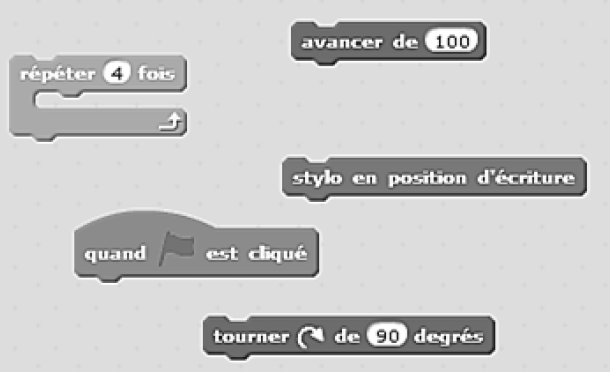 avancer de 100
répéter 4 fois
stylo en position d'écriture
quand est cliqué
tourner de 90 degrés